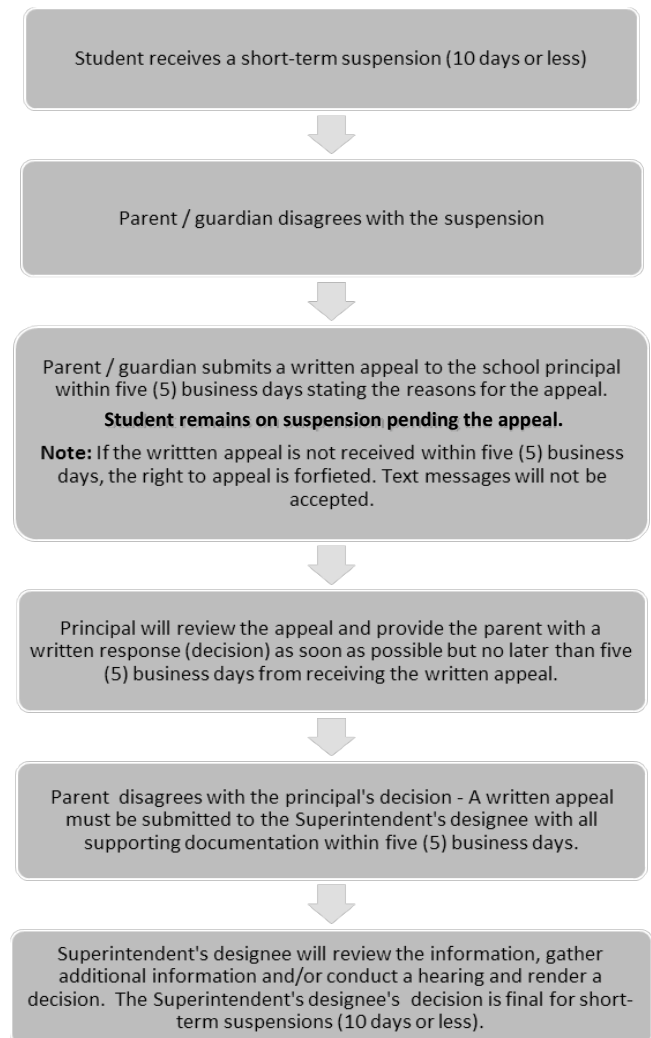 Student receives a short-term suspension (10 days or less)
Parent / guardian disagrees with the suspension
Parent / guardian submits a written appeal to the school principal
within five (5) business days stating the reasons for the appeal.
Student remains on suspension pending the appeal.
Note: If the writtten appeal is not received within five (5) business
days, the right to appeal is forfieted. Text messages will not be
accepted.
Principal will review the appeal and provide the parent with a
written response (decision) as soon as possible but no later than five
(5) business days from receiving the written appeal.
Parent disagrees with the principal's decision - A written appeal
must be submitted to the Superintendent's designee with all
supporting documentation within five (5) business days.
Superintendent's designee will review the information, gather
additional information and/or conduct a hearing and render a
decision. The Superintendent's designee's decision is final for short-
term suspensions (10 days or less).